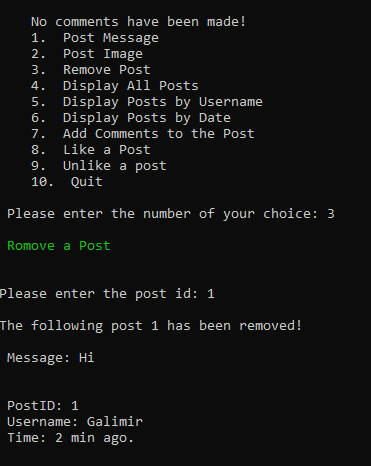 No comments have been made!
1. Post Message
2. Post Image
3. Remove Post
4. Display All Posts
5. Display Posts by Username
6. Display Posts by Date
7. Add Comments to the Post
8. Like a Post
9. Unlike a post
10. Quit
Please enter the number of your choice: 3
Romove a Post
Please enter the post id: 1
The following post 1 has been removed!
Message: Hi
PostID: 1
Username: Galimir
Time: 2 min ago.